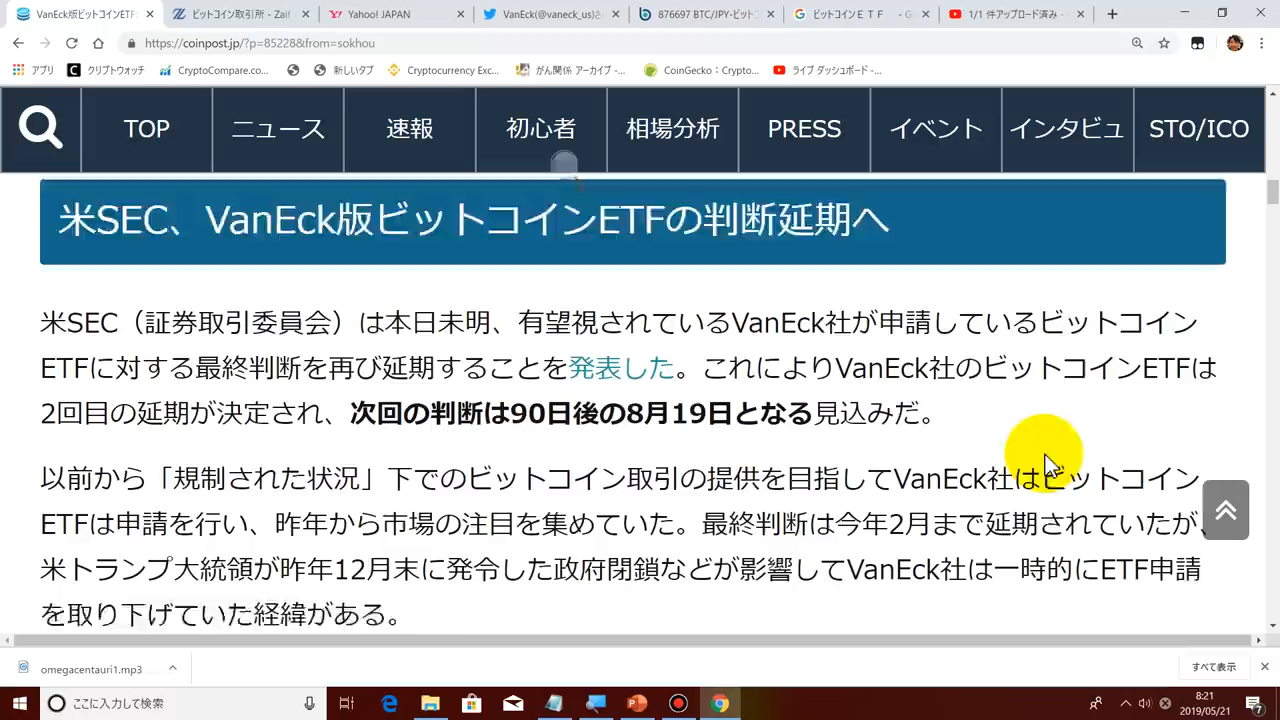 VanEck版ビットコインETF
ビットコイン取引所 - Zaif
Yahoo! JAPAN
VanEck(@vaneck_us)さ
876697 BTC/JPY-ビット
ビットコインＥＴＦ - G
1/1 件アップロード済み -
https://coinpost.jp/?p=85228&from=sokhou
アプリ
クリプトウォッチ
CryptoCompare.co...
新しいタブ
Cryptocurrency Exc...
がん関係 アーカイブ -...
CoinGecko：Crypto...
ライブ ダッシュボード -...
TOP
ニュース
速報
初心者
相場分析
PRESS
イベント
インタビュ
STO/ICO
米SEC、VanEck版ビットコインETFの判断延期へ
米SEC（証券取引委員会）は本日未明、有望視されているVanEck社が申請しているビットコイン
ETFに対する最終判断を再び延期することを発表した。これによりVanEck社のビットコインETFは
2回目の延期が決定され、次回の判断は90日後の8月19日となる見込みだ。
以前から「規制された状況」下でのビットコイン取引の提供を目指してVanEck社はビットコイン
ETFは申請を行い、昨年から市場の注目を集めていた。最終判断は今年2月まで延期されていたが、
米トランプ大統領が昨年12月末に発令した政府閉鎖などが影響してVanEck社は一時的にETF申請
を取り下げていた経緯がある。
omegacentauri1.mp3
すべて表示
ここに入力して検索
8:21
2019/05/21
7